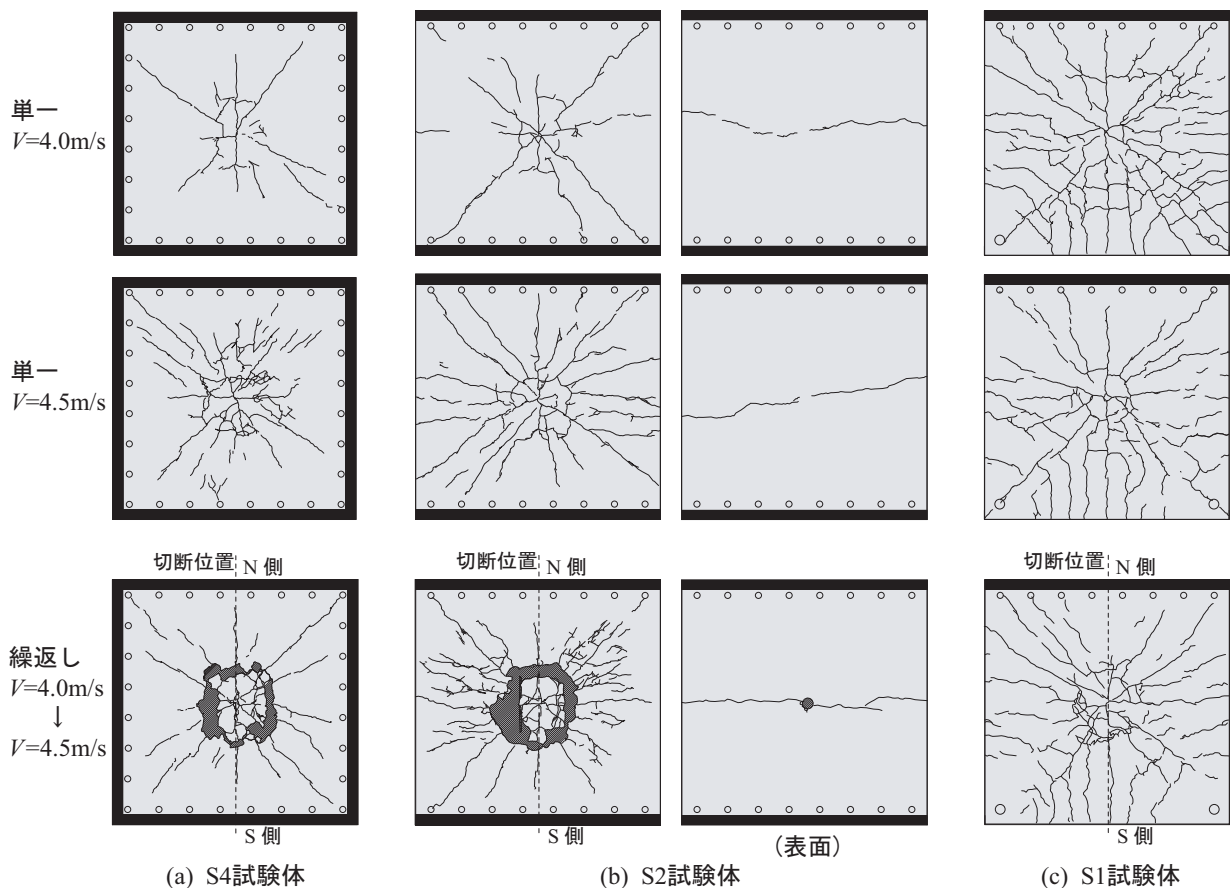 単一
V=4.0m/s
単一
V=4.5m/s
切断位置 N 側
切断位置 N 側
切断位置 N 側
繰返し
V=4.0m/s
↓
V=4.5m/s
S 側
S 側
(表面)
S 側
(a) S4試験体
(b) S2試験体
(c) S1試験体